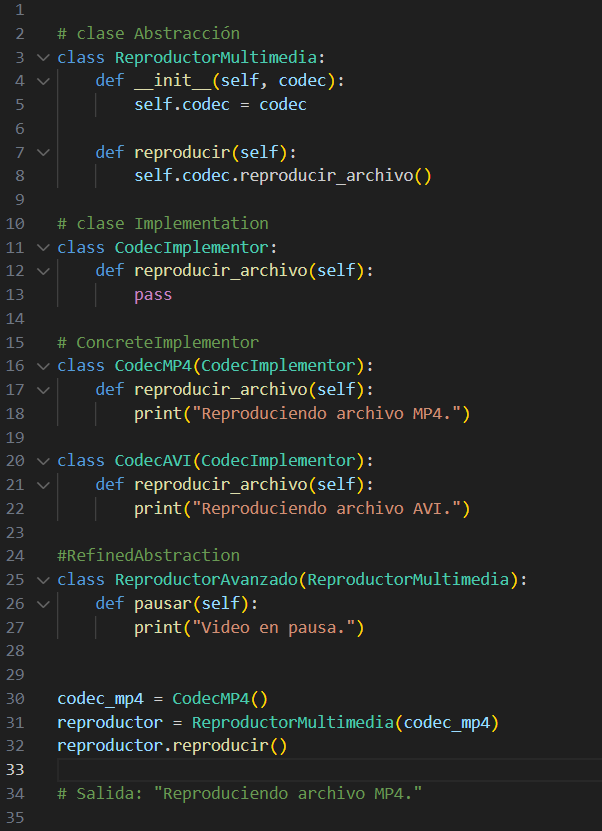 1
2 # clase Abstracción
3 class ReproductorMultimedia:
4     def __init__(self, codec):
5         self.codec = codec
6
7     def reproducir(self):
8         self.codec.reproducir_archivo()
9
10 # clase Implementation
11 class CodecImplementor:
12     def reproducir_archivo(self):
13         pass
14
15 # ConcreteImplementor
16 class CodecMP4(CodecImplementor):
17     def reproducir_archivo(self):
18         print("Reproduciendo archivo MP4.")
19
20 class CodecAVI(CodecImplementor):
21     def reproducir_archivo(self):
22         print("Reproduciendo archivo AVI.")
23
24 #RefinedAbstraction
25 class ReproductorAvanzado(ReproductorMultimedia):
26     def pausar(self):
27         print("Video en pausa.")
28
29
30 codec_mp4 = CodecMP4()
31 reproductor = ReproductorMultimedia(codec_mp4)
32 reproductor.reproducir()
33
34 # Salida: "Reproduciendo archivo MP4."
35